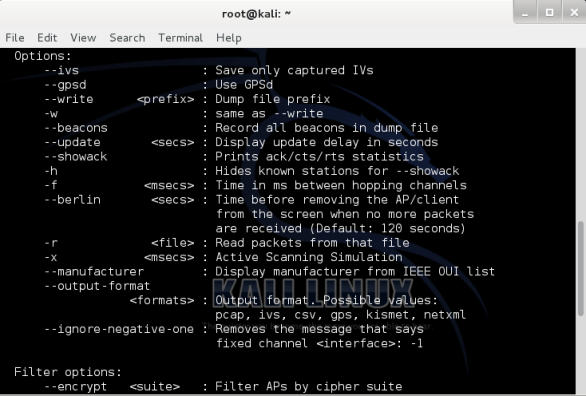 root@kali: ~
File Edit View Search Terminal Help
Options:
--ivs : Save only captured IVs
--gpsd : Use GPSd
--write <prefix> : Dump file prefix
-w : same as --write
--beacons : Record all beacons in dump file
--update <secs> : Display update delay in seconds
--showack : Prints ack/cts/rts statistics
-h : Hides known stations for --showack
-f <msecs> : Time in ms between hopping channels
--berlin <secs> : Time before removing the AP/client
from the screen when no more packets
are received (Default: 120 seconds)
-r <file> : Read packets from that file
-x <msecs> : Active Scanning Simulation
--manufacturer : Display manufacturer from IEEE OUI list
--output-format
<formats> : Output format. Possible values:
pcap, ivs, csv, gps, kismet, netxml
--ignore-negative-one : Removes the message that says
fixed channel <interface>: -1
KALI LINUX
Filter options:
--encrypt <suite> : Filter APs by cipher suite